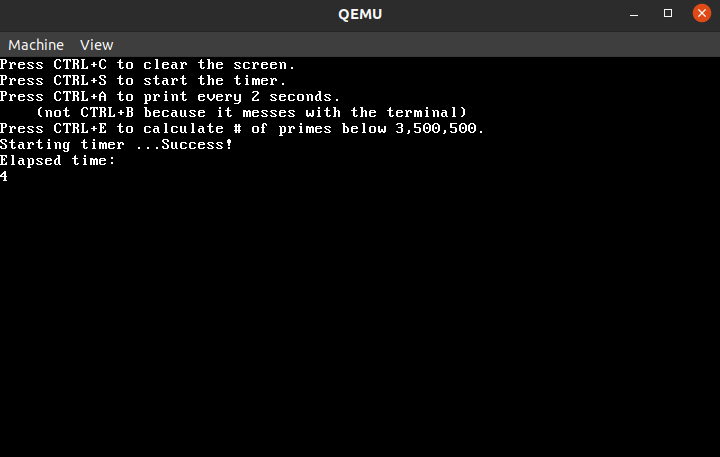 QEMU
Machine View
Press CTRL+C to clear the screen.
Press CTRL+S to start the timer.
Press CTRL+A to print every 2 seconds.
(not CTRL+B because it messes with the terminal)
Press CTRL+E to calculate # of primes below 3,500,500.
Starting timer ...Success!
Elapsed time:
4